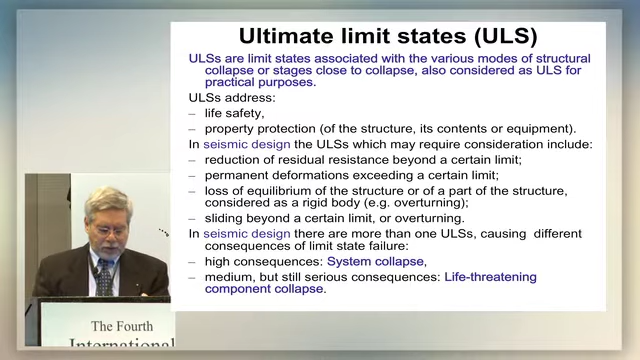 Ultimate limit states (ULS)
ULSs are limit states associated with the various modes of structural
collapse or stages close to collapse, also considered as ULS for
practical purposes.
ULSs address:
– life safety,
– property protection (of the structure, its contents or equipment).
In seismic design the ULSs which may require consideration include:
– reduction of residual resistance beyond a certain limit;
– permanent deformations exceeding a certain limit;
– loss of equilibrium of the structure or of a part of the structure,
considered as a rigid body (e.g. overturning);
– sliding beyond a certain limit, or overturning.
In seismic design there are more than one ULSs, causing different
consequences of limit state failure:
– high consequences: System collapse,
– medium, but still serious consequences: Life-threatening
component collapse.
The Fourth
International